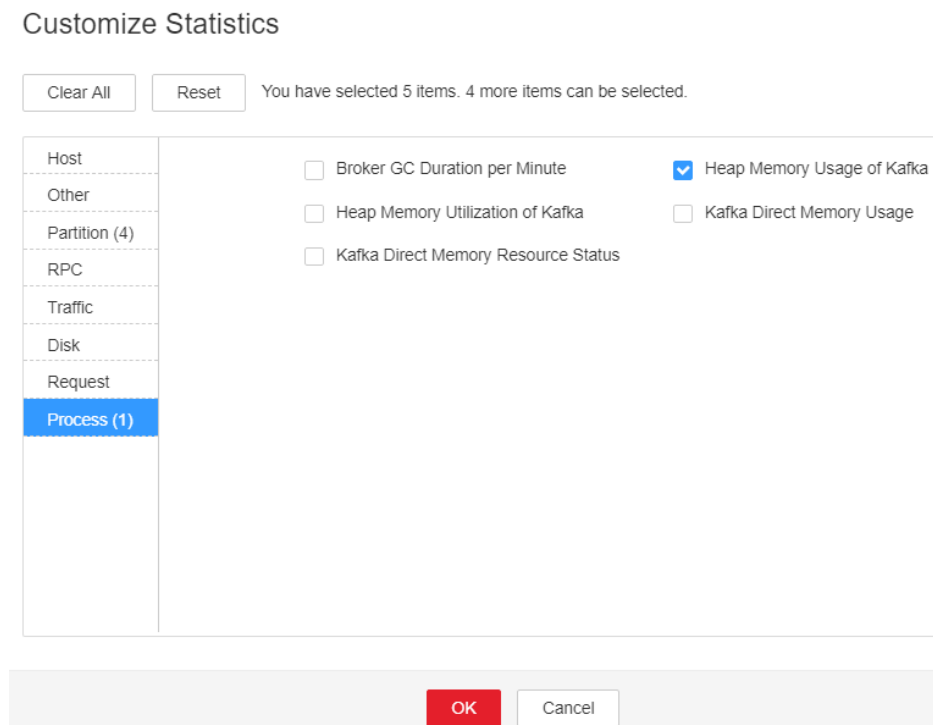 Customize Statistics
Clear All
Reset
You have selected 5 items. 4 more items can be selected.
Host
Other
Partition (4)
RPC
Traffic
Disk
Request
Process (1)
Broker GC Duration per Minute
Heap Memory Usage of Kafka
Heap Memory Utilization of Kafka
Kafka Direct Memory Usage
Kafka Direct Memory Resource Status
OK
Cancel